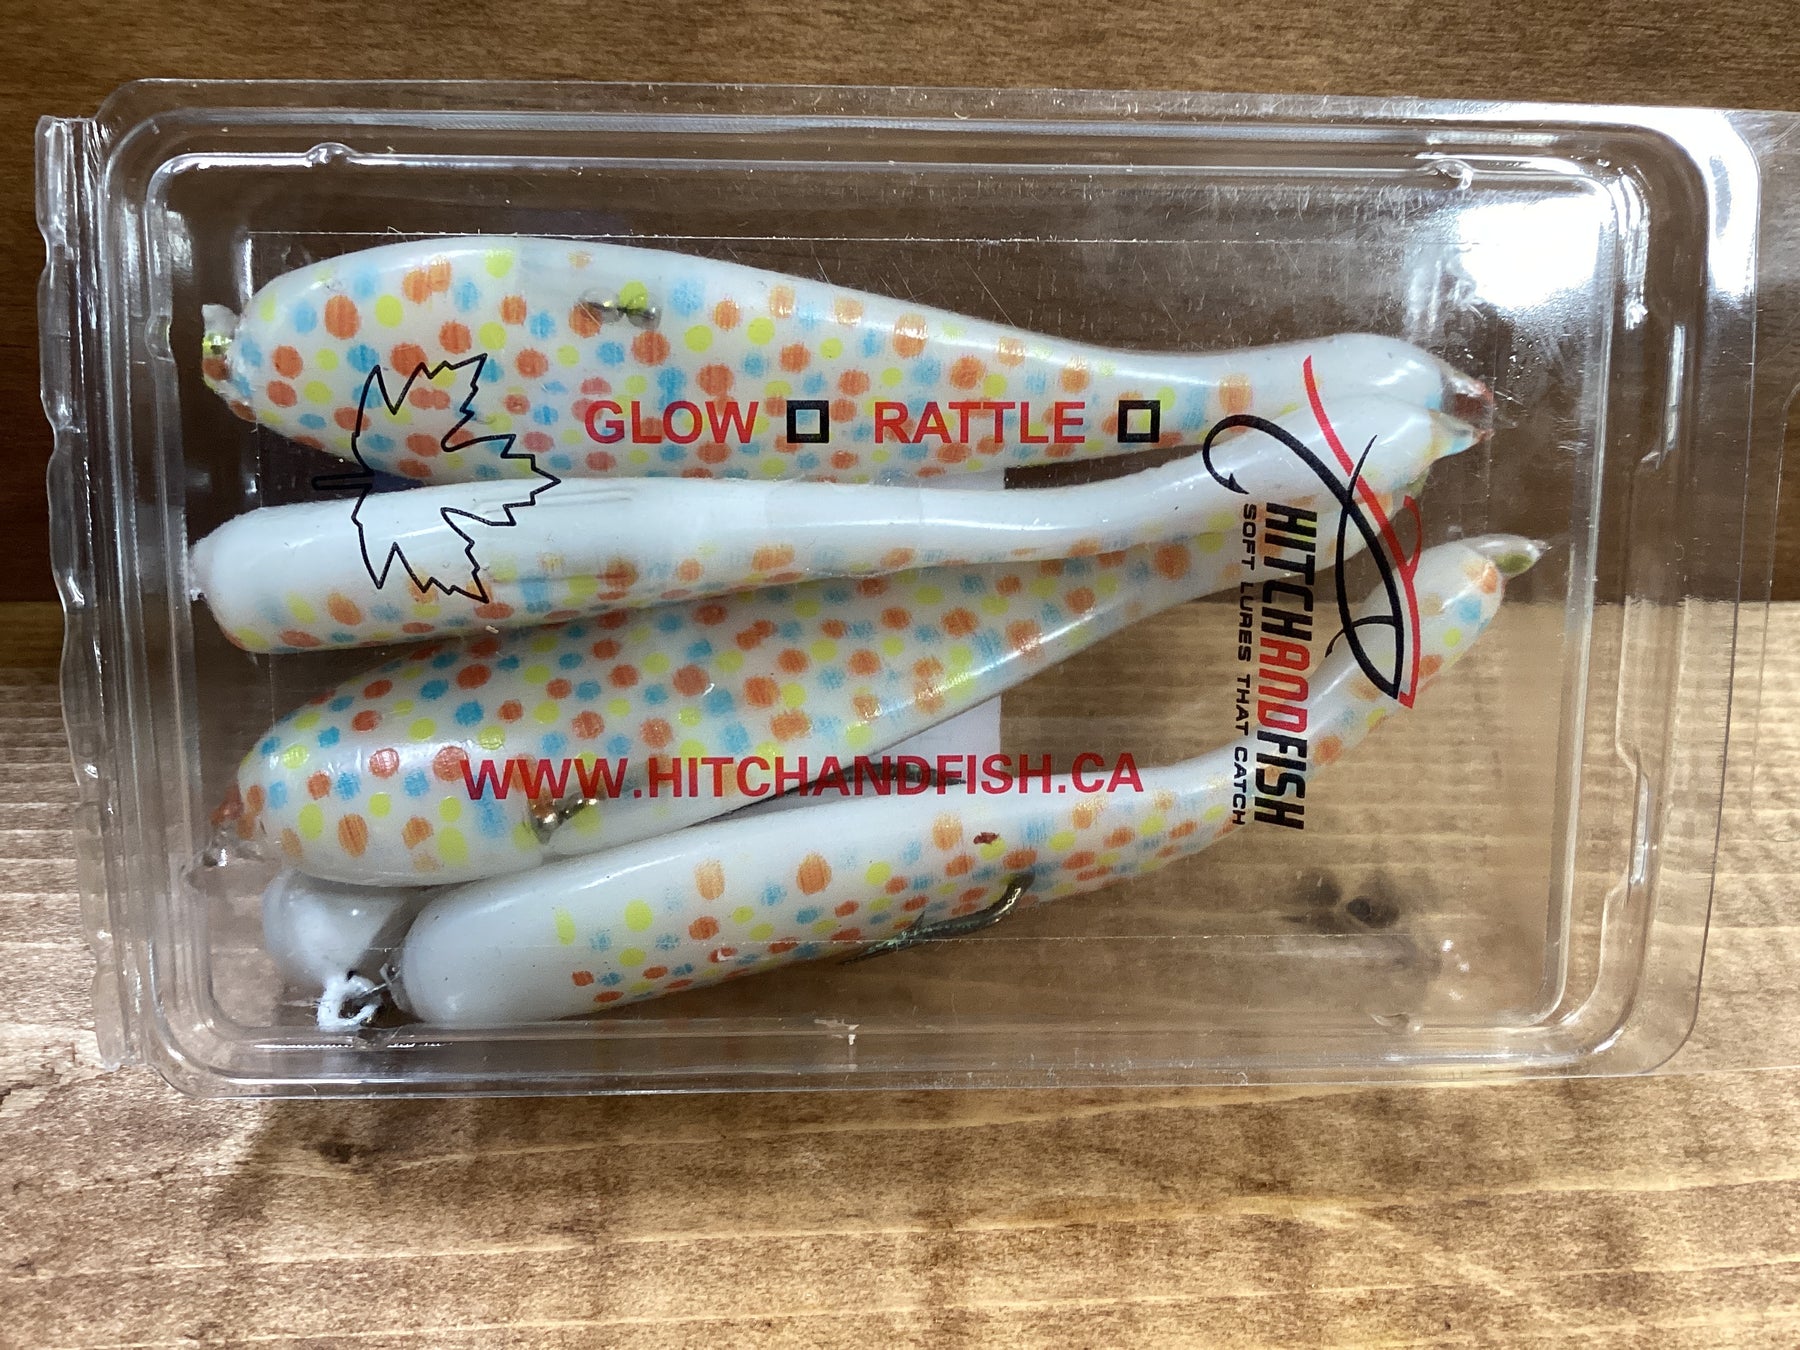 GLOW RATTLE
WWW.HITCHANDFISH.CA
HITCHANDFISH
SOFT LURES THAT CATCH